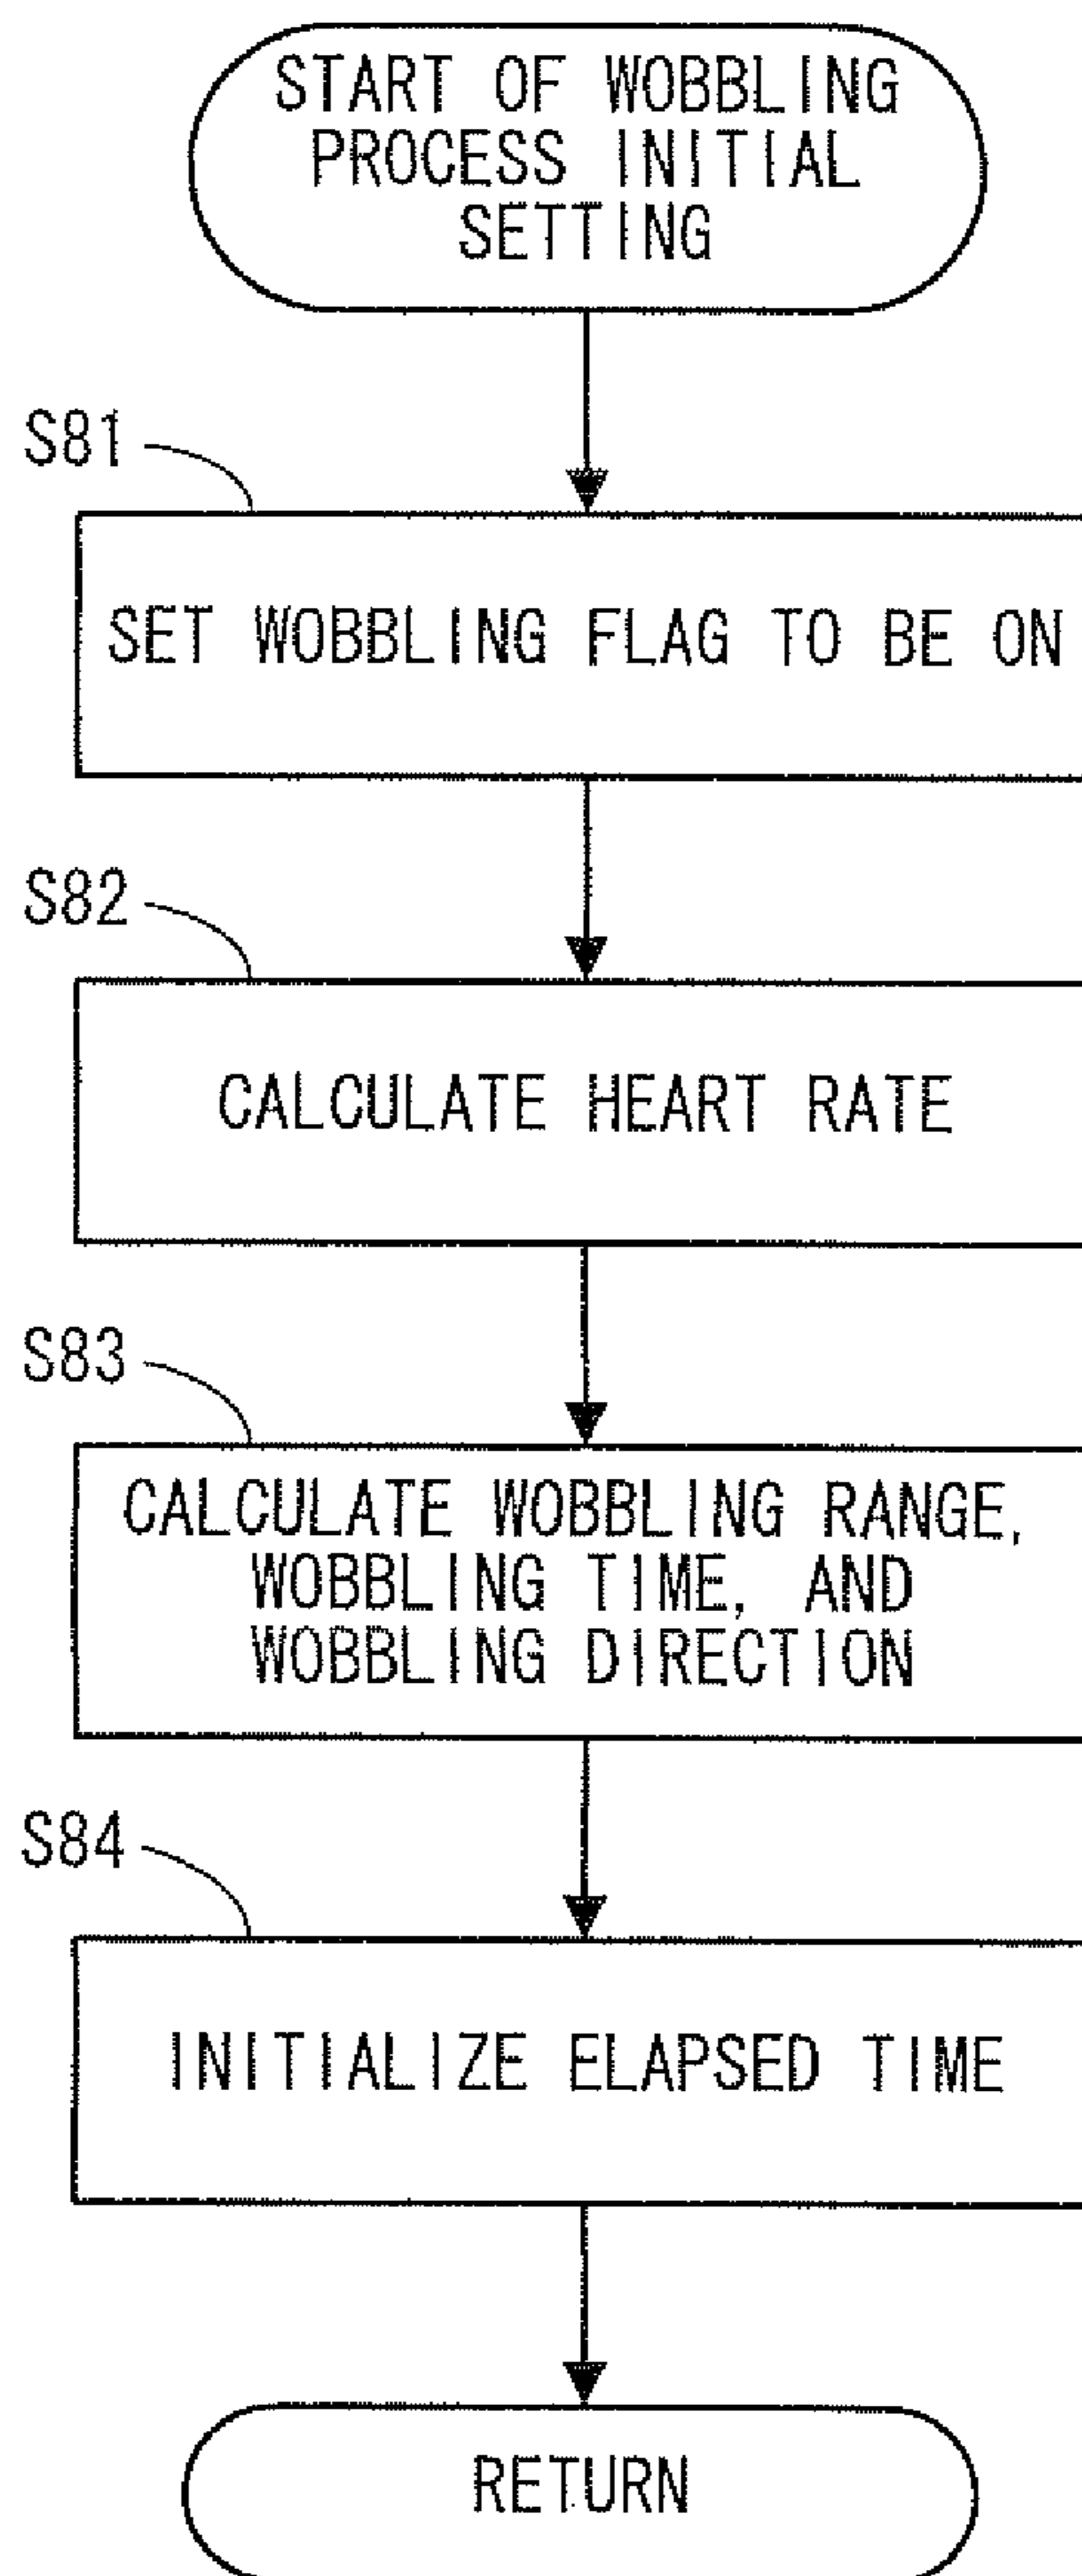 START OF WOBBLING
PROCESS INITIAL
SETTING
S81
SET WOBBLING FLAG TO BE ON
S82
CALCULATE HEART RATE
S83
CALCULATE WOBBLING RANGE,
WOBBLING TIME, AND
WOBBLING DIRECTION
S84
INITIALIZE ELAPSED TIME
RETURN